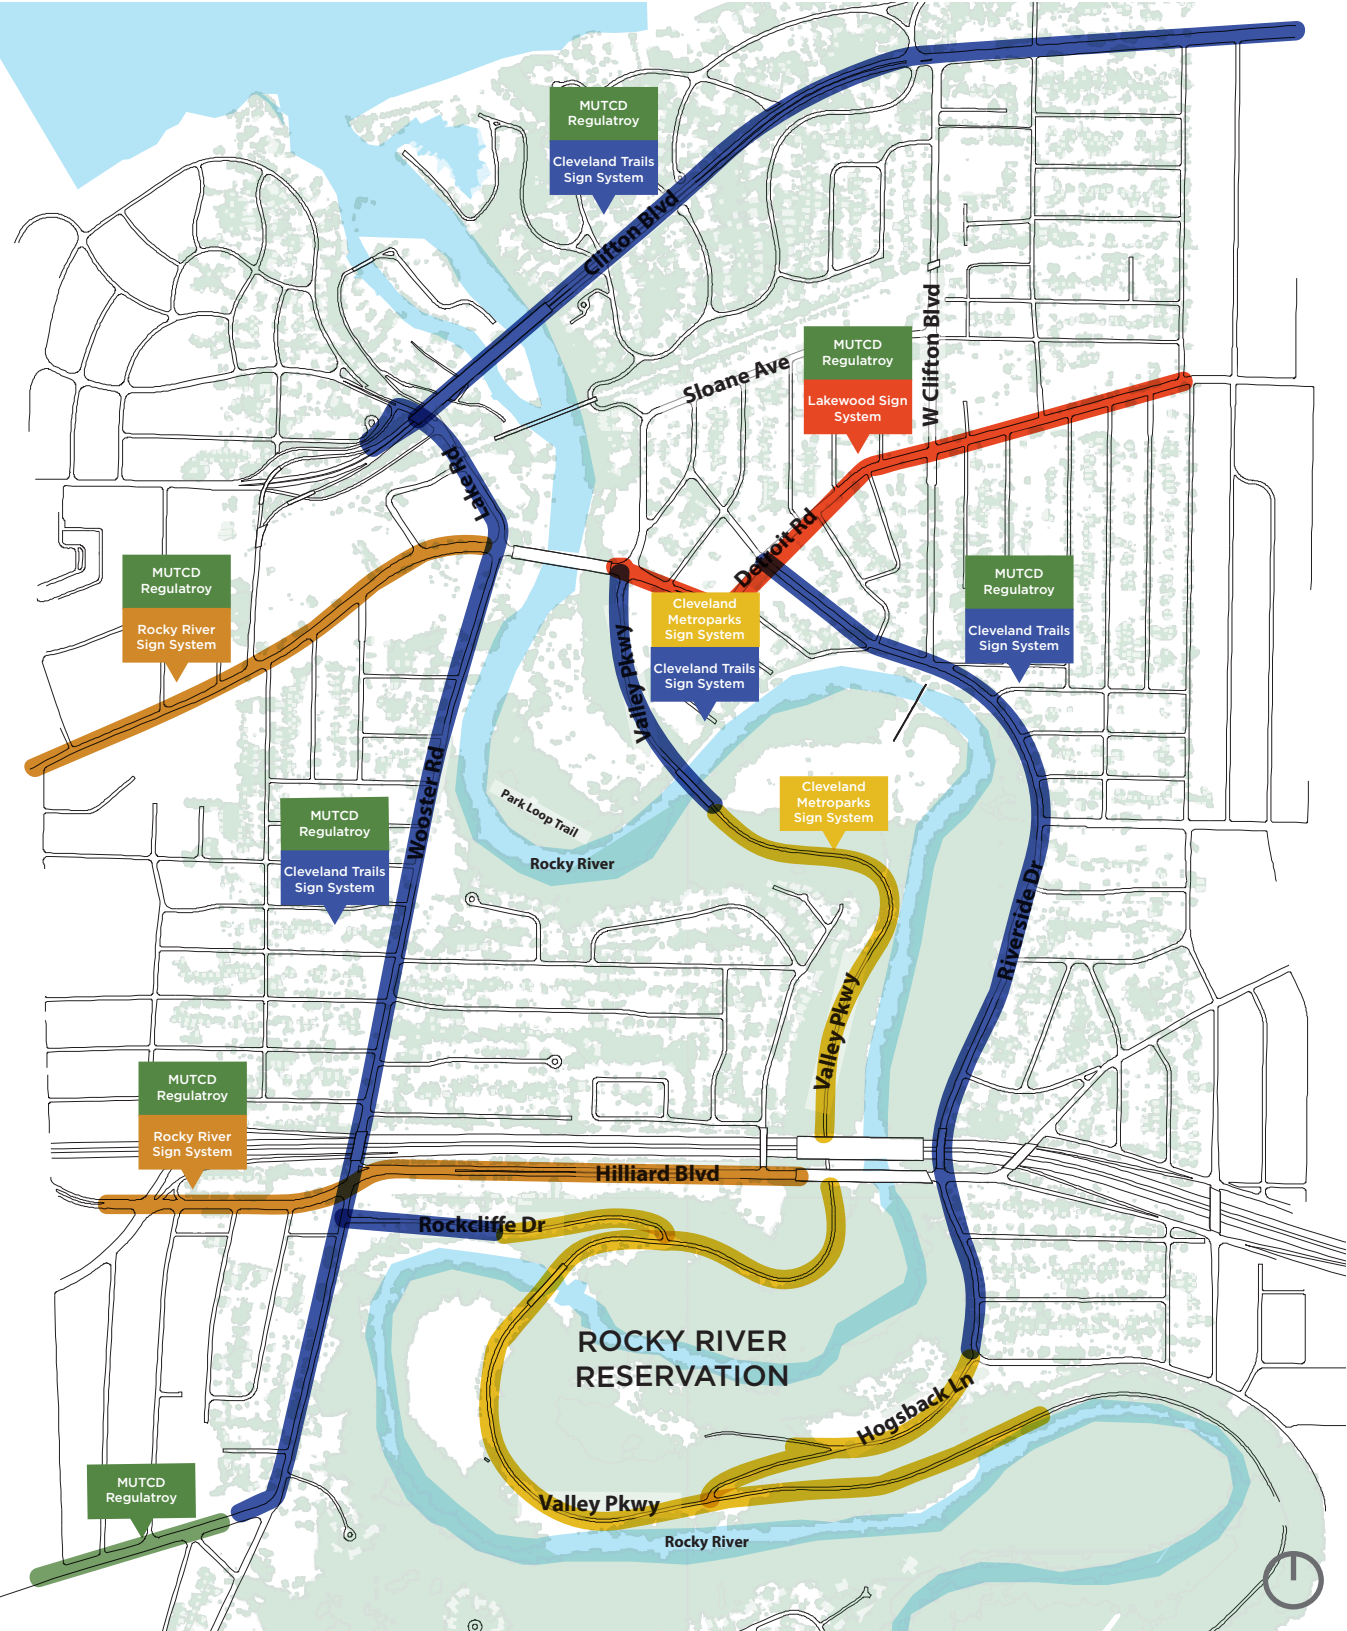 MUTCD
Regulatroy
Cleveland Trails
Sign System
Clifton Blvd
W Clifton Blvd
MUTCD
Regulatroy
Lakewood Sign
System
Sloane Ave
Lake Rd
Detroit Rd
MUTCD
Regulatroy
Rocky River
Sign System
MUTCD
Regulatroy
Cleveland Trails
Sign System
Cleveland
Metroparks
Sign System
Cleveland Trails
Sign System
Valley Pkwy
Wooster Rd
Park Loop Trail
Rocky River
Cleveland
Metroparks
Sign System
MUTCD
Regulatroy
Cleveland Trails
Sign System
Riverside Dr
Valley Pkwy
MUTCD
Regulatroy
Rocky River
Sign System
Hilliard Blvd
Rockcliffe Dr
ROCKY RIVER
RESERVATION
Hogsback Ln
Valley Pkwy
Rocky River
MUTCD
Regulatroy